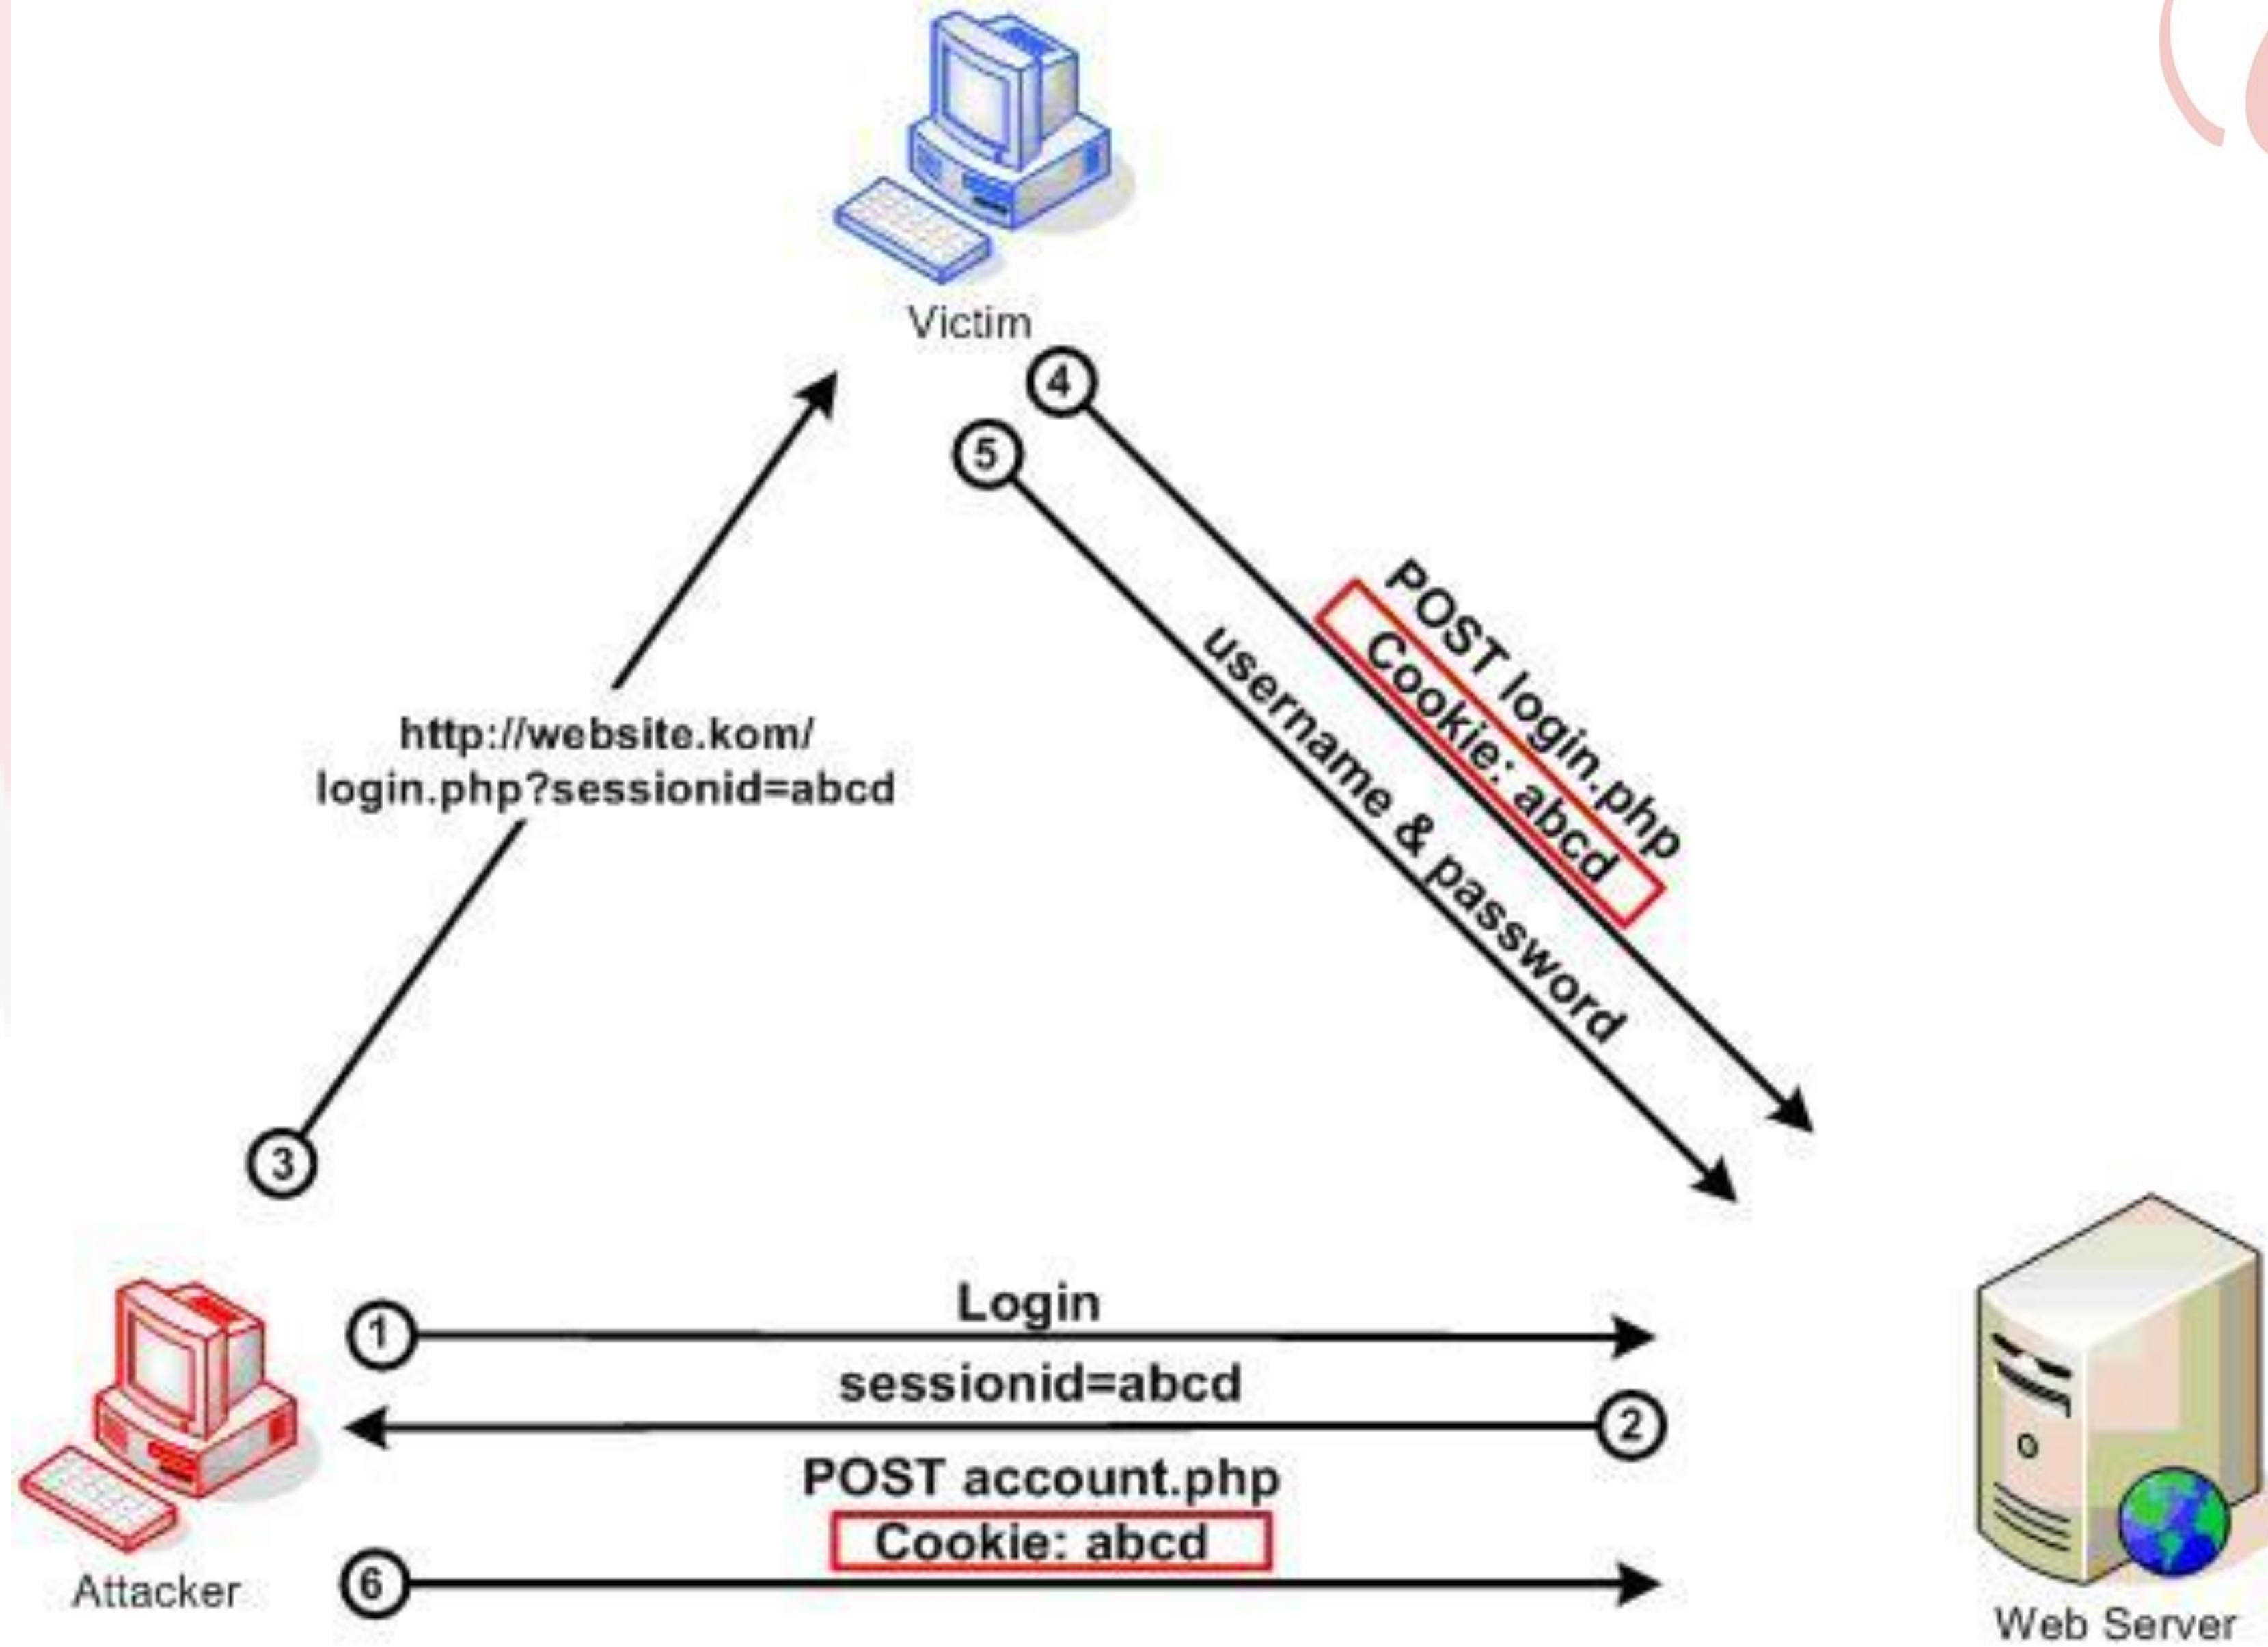 Victim
4
5
POST login.php
Cookie: abcd
username & password
http://website.kom/
login.php?sessionid=abcd
3
Login
1
sessionid=abcd
2
POST account.php
Cookie: abcd
6
Attacker
Web Server